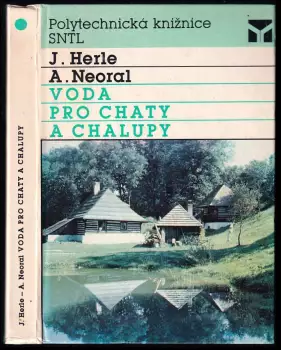 Polytechnická knižnice
SNTL
J. Herle
A. Neoral
VODA
PRO CHATY
A CHALUPY
J. Herle – A. Neoral VODA PRO CHATY A CHALUPY